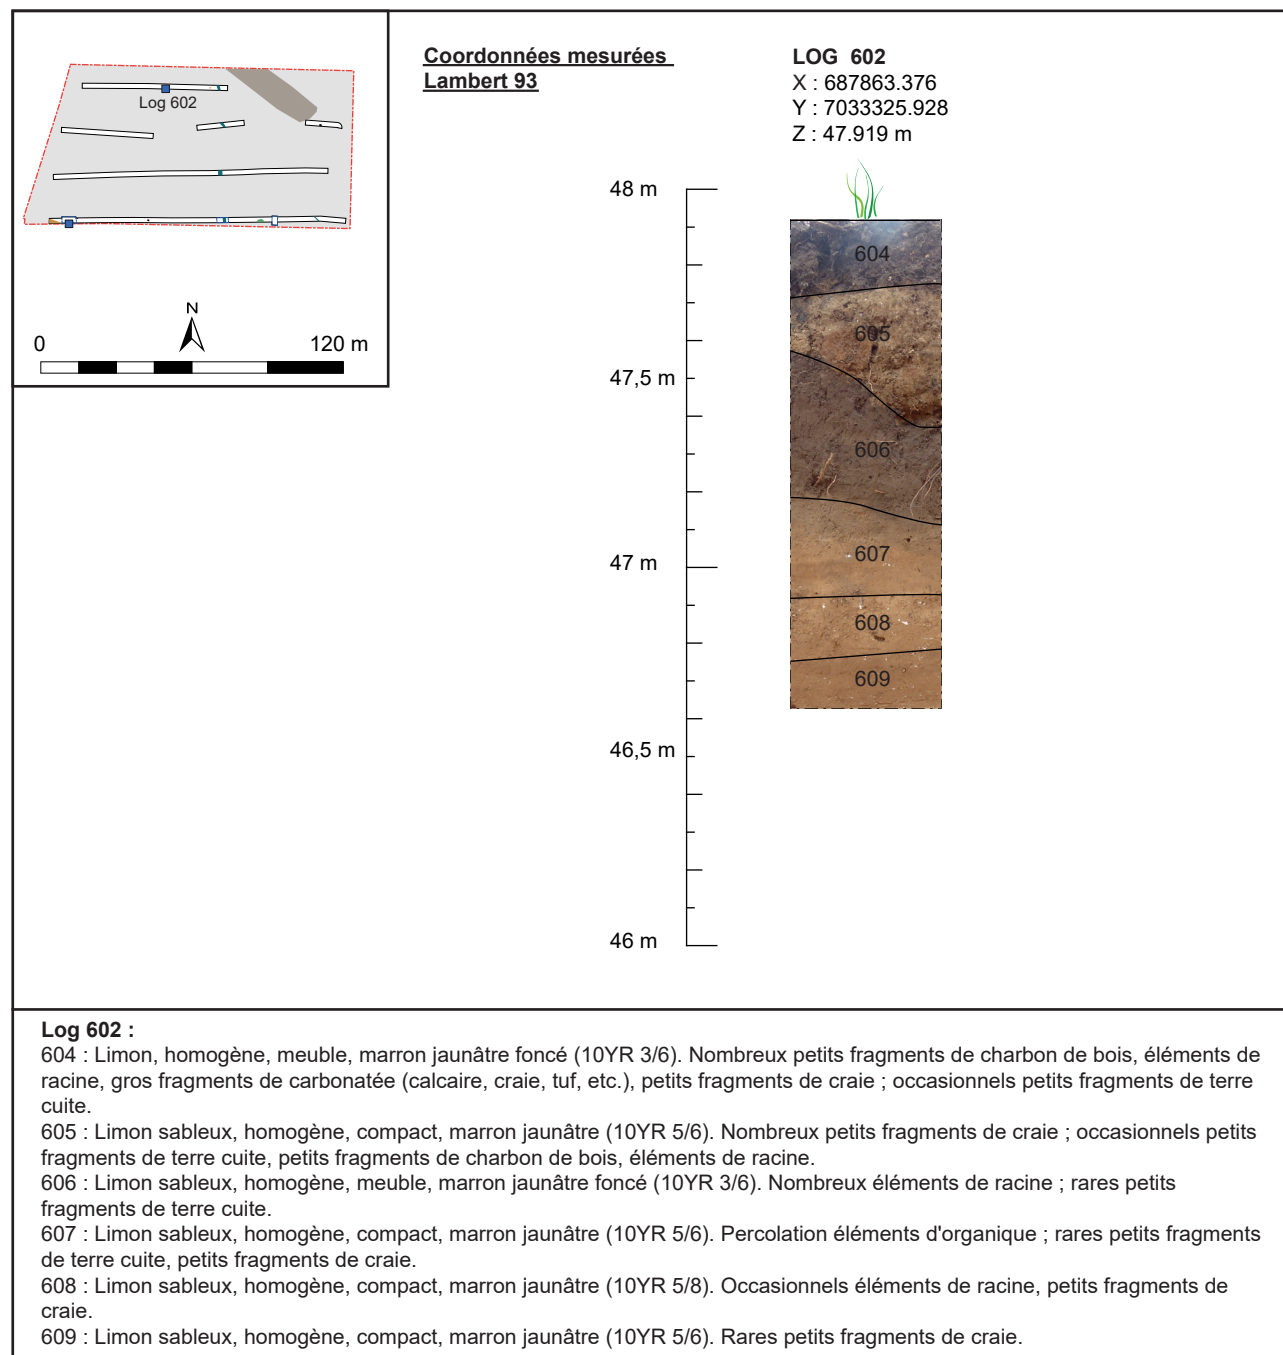 Log 602
N
0
120 m
Coordonnées mesurées
Lambert 93
LOG 602
X : 687863.376
Y : 7033325.928
Z : 47.919 m
48 m
47,5 m
47 m
46,5 m
46 m
604
605
606
607
608
609
Log 602 :
604 : Limon, homogène, meuble, marron jaunâtre foncé (10YR 3/6). Nombreux petits fragments de charbon de bois, éléments de
racine, gros fragments de carbonatée (calcaire, craie, tuf, etc.), petits fragments de craie ; occasionnels petits fragments de terre
cuite.
605 : Limon sableux, homogène, compact, marron jaunâtre (10YR 5/6). Nombreux petits fragments de craie ; occasionnels petits
fragments de terre cuite, petits fragments de charbon de bois, éléments de racine.
606 : Limon sableux, homogène, meuble, marron jaunâtre foncé (10YR 3/6). Nombreux éléments de racine ; rares petits
fragments de terre cuite.
607 : Limon sableux, homogène, compact, marron jaunâtre (10YR 5/6). Percolation éléments d'organique ; rares petits fragments
de terre cuite, petits fragments de craie.
608 : Limon sableux, homogène, compact, marron jaunâtre (10YR 5/8). Occasionnels éléments de racine, petits fragments de
craie.
609 : Limon sableux, homogène, compact, marron jaunâtre (10YR 5/6). Rares petits fragments de craie.